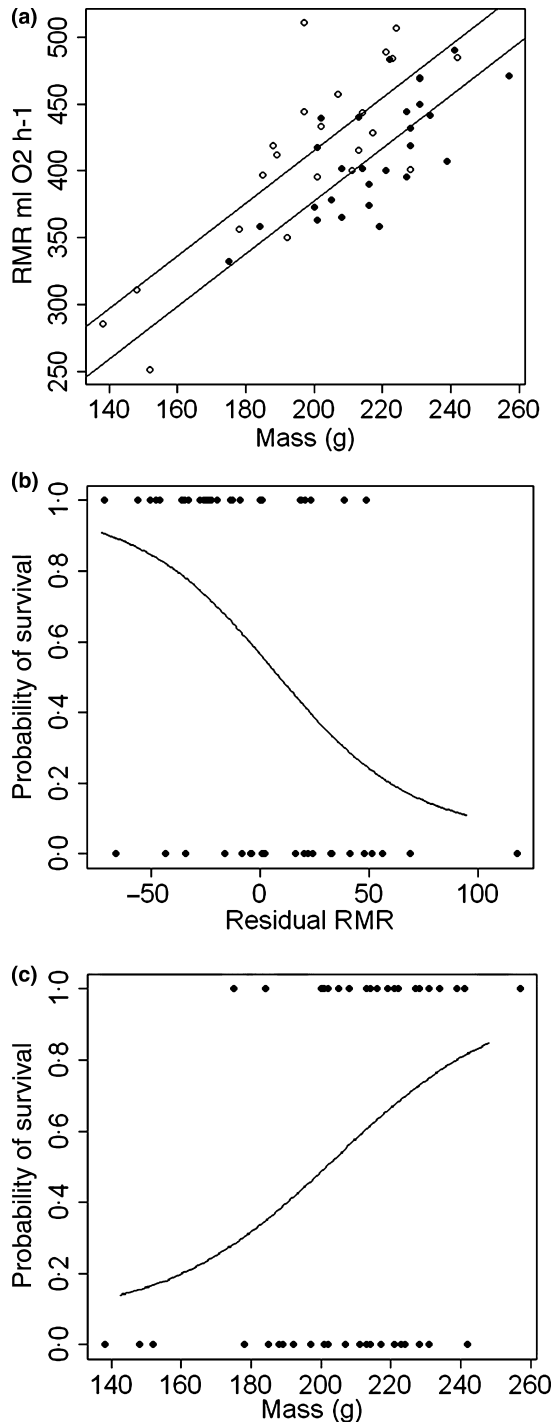 (a)
RMR ml O2 h-1
500
450
400
350
300
250
140 160 180 200 220 240 260
Mass (g)
(b)
Probability of survival
1·0
0·8
0·6
0·4
0·2
0·0
−50 0 50 100
Residual RMR
(c)
Probability of survival
1·0
0·8
0·6
0·4
0·2
0·0
140 160 180 200 220 240 260
Mass (g)